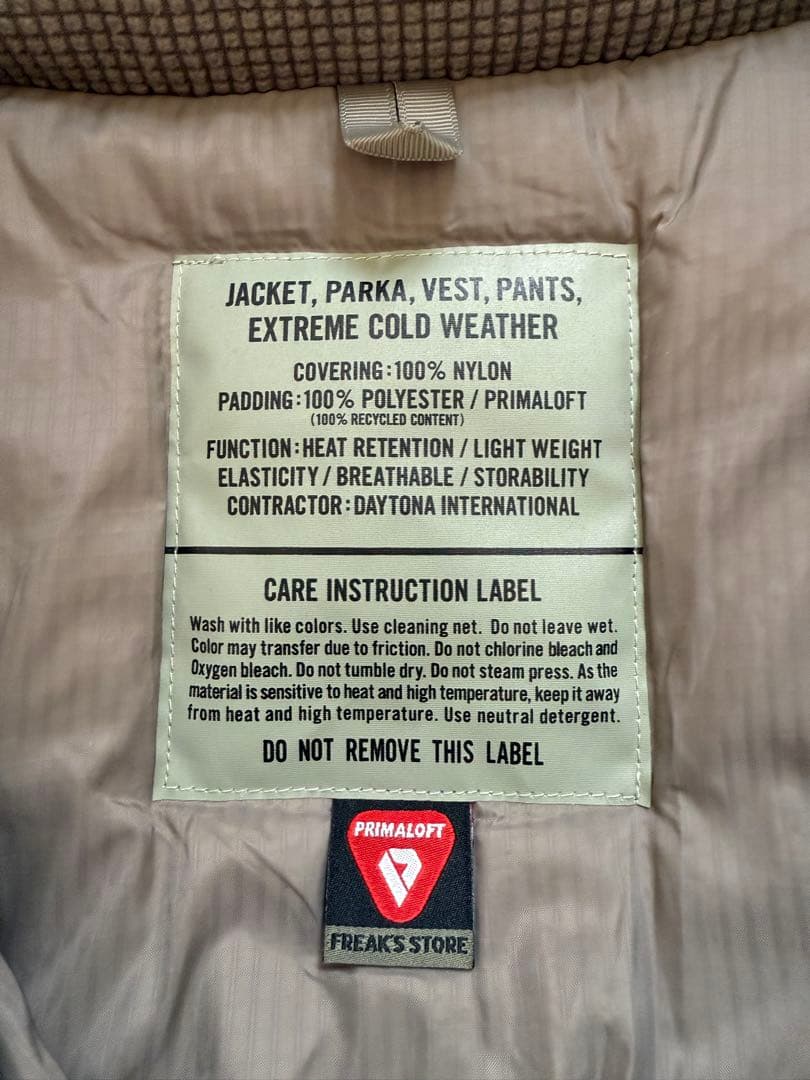 JACKET, PARKA, VEST, PANTS,
EXTREME COLD WEATHER
COVERING:100% NYLON
PADDING:100% POLYESTER / PRIMALOFT
(100% RECYCLED CONTENT)
FUNCTION:HEAT RETENTION / LIGHT WEIGHT
ELASTICITY / BREATHABLE / STORABILITY
CONTRACTOR:DAYTONA INTERNATIONAL
CARE INSTRUCTION LABEL
Wash with like colors. Use cleaning net. Do not leave wet.
Color may transfer due to friction. Do not chlorine bleach and
Oxygen bleach. Do not tumble dry. Do not steam press. As the
material is sensitive to heat and high temperature, keep it away
from heat and high temperature. Use neutral detergent.
DO NOT REMOVE THIS LABEL
PRIMALOFT
FREAK'S STORE